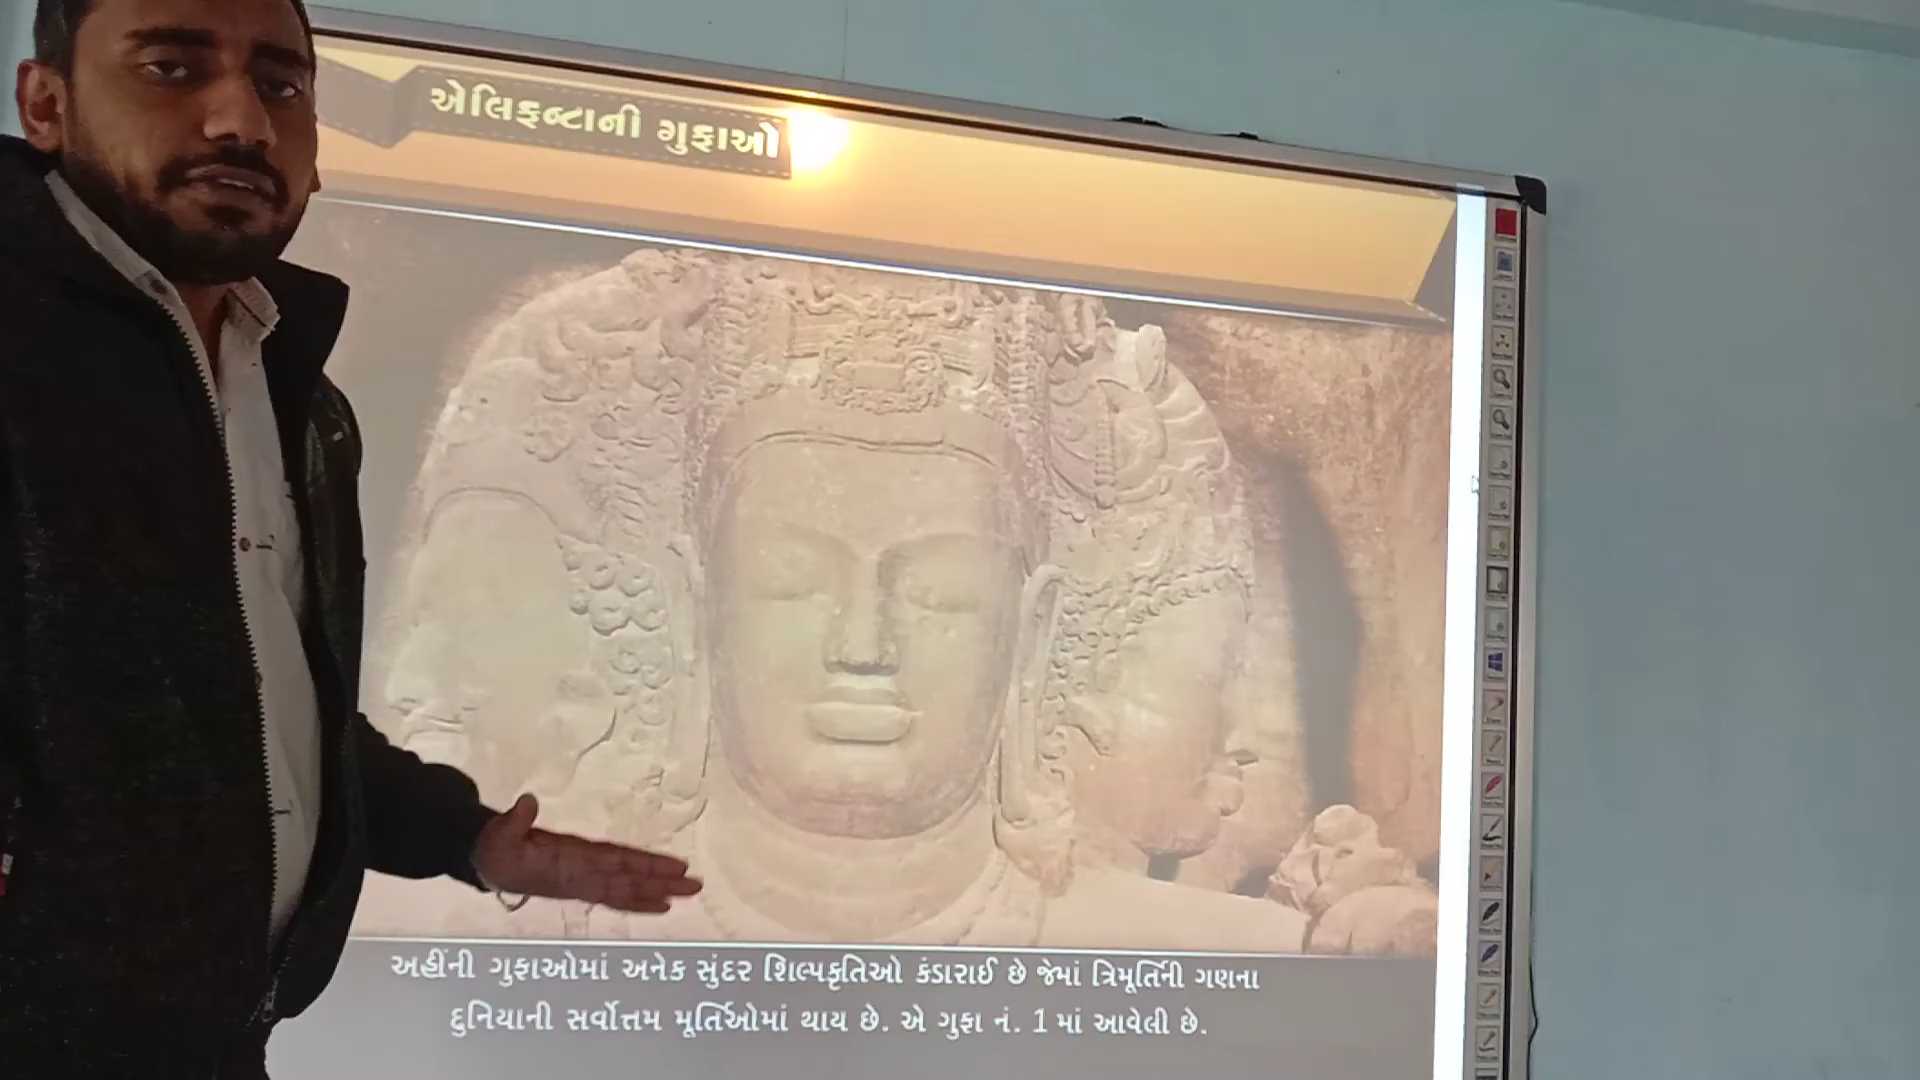 એલિફન્ટાની ગુફાઓ
અહીંની ગુફાઓમાં અનેક સુંદર શિલ્પકૃતિઓ કંડારાઈ છે જેમાં ત્રિમૂર્તિની ગણના
દુનિયાની સર્વોત્તમ મૂર્તિઓમાં થાય છે. એ ગુફા નં. 1 માં આવેલી છે.